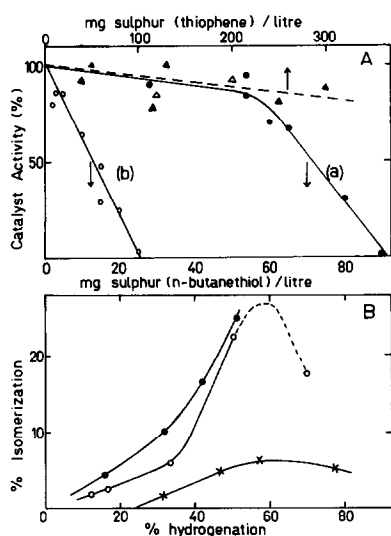 mg sulphur (thiophene) / litre
0 100 200 300
A
Catalyst Activity (%)
100
50
(b)
(a)
0 20 40 60 80
mg sulphur (n-butanethiol) / litre
B
% Isomerization
20
10
0 20 40 60 80
% hydrogenation